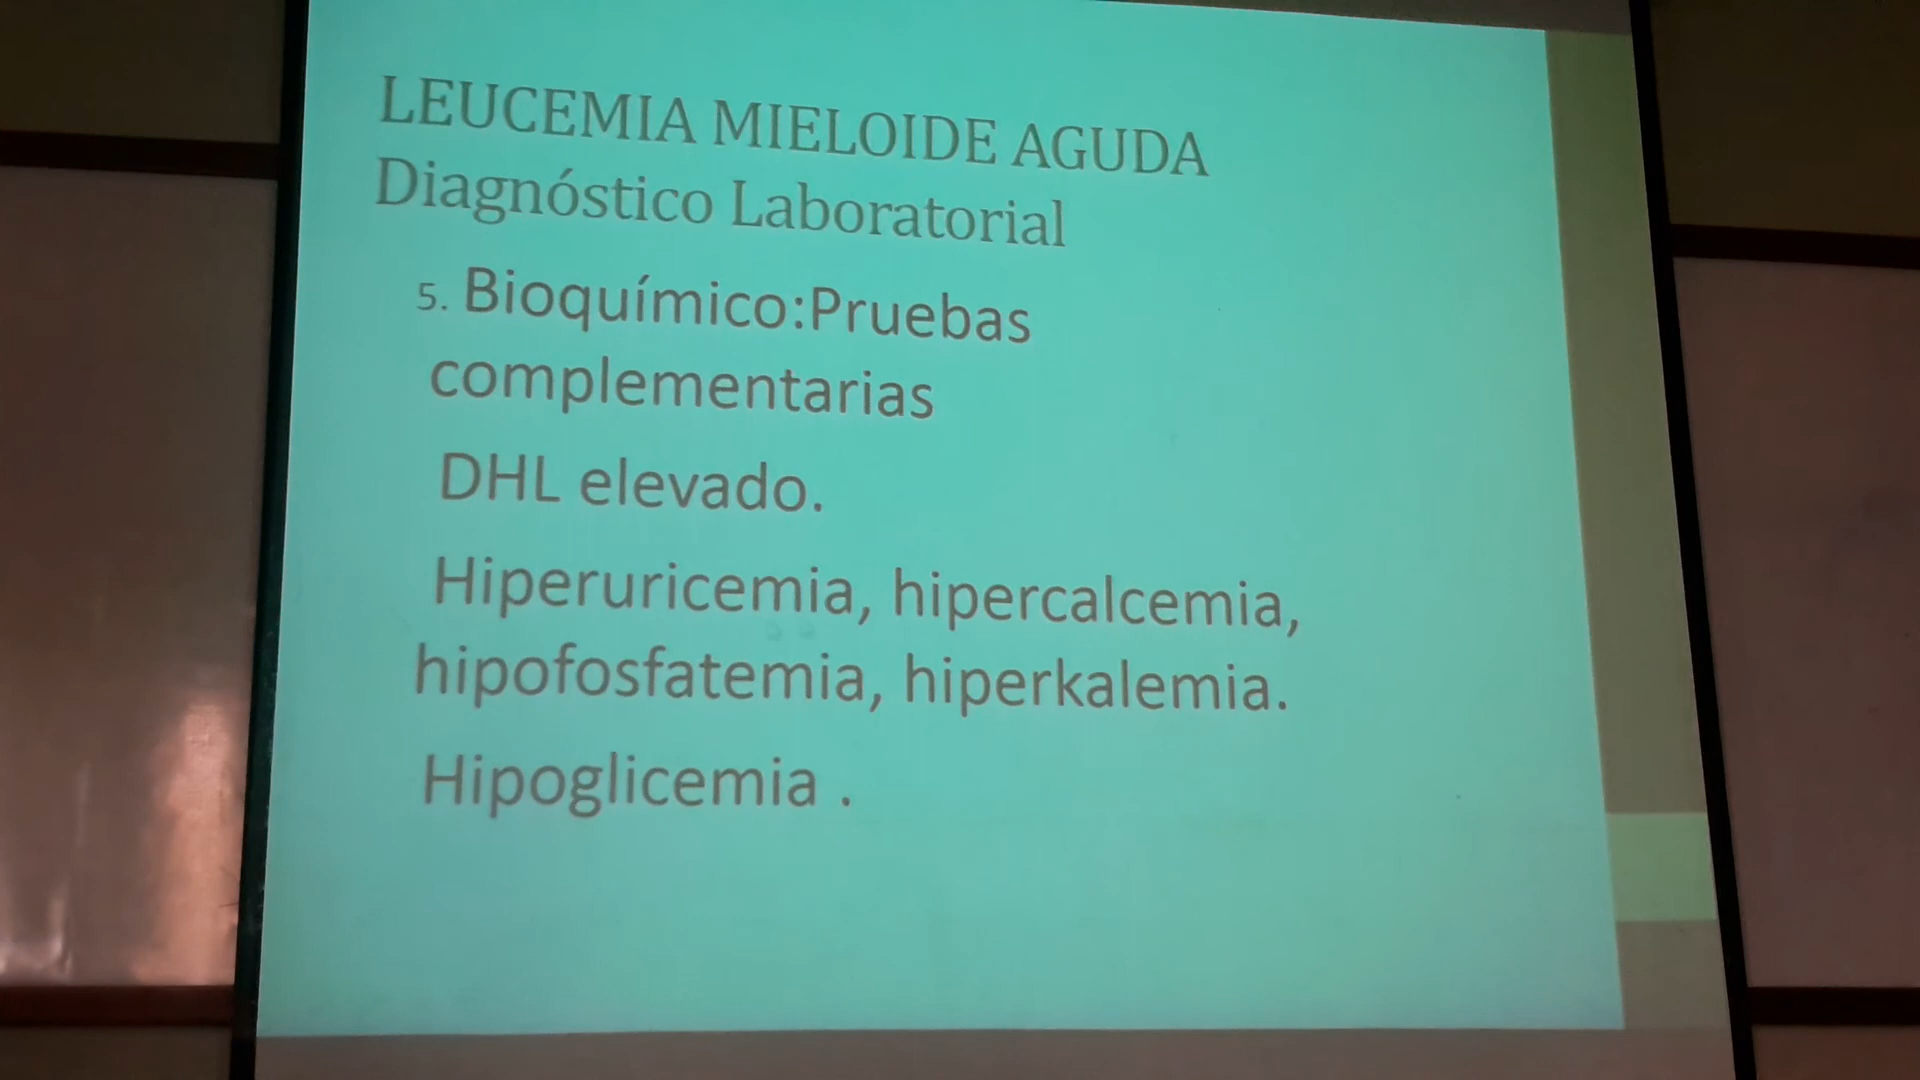 LEUCEMIA MIELOIDE AGUDA
Diagnóstico Laboratorial
5. Bioquímico:Pruebas
complementarias
DHL elevado.
Hiperuricemia, hipercalcemia,
hipofosfatemia, hiperkalemia.
Hipoglicemia .